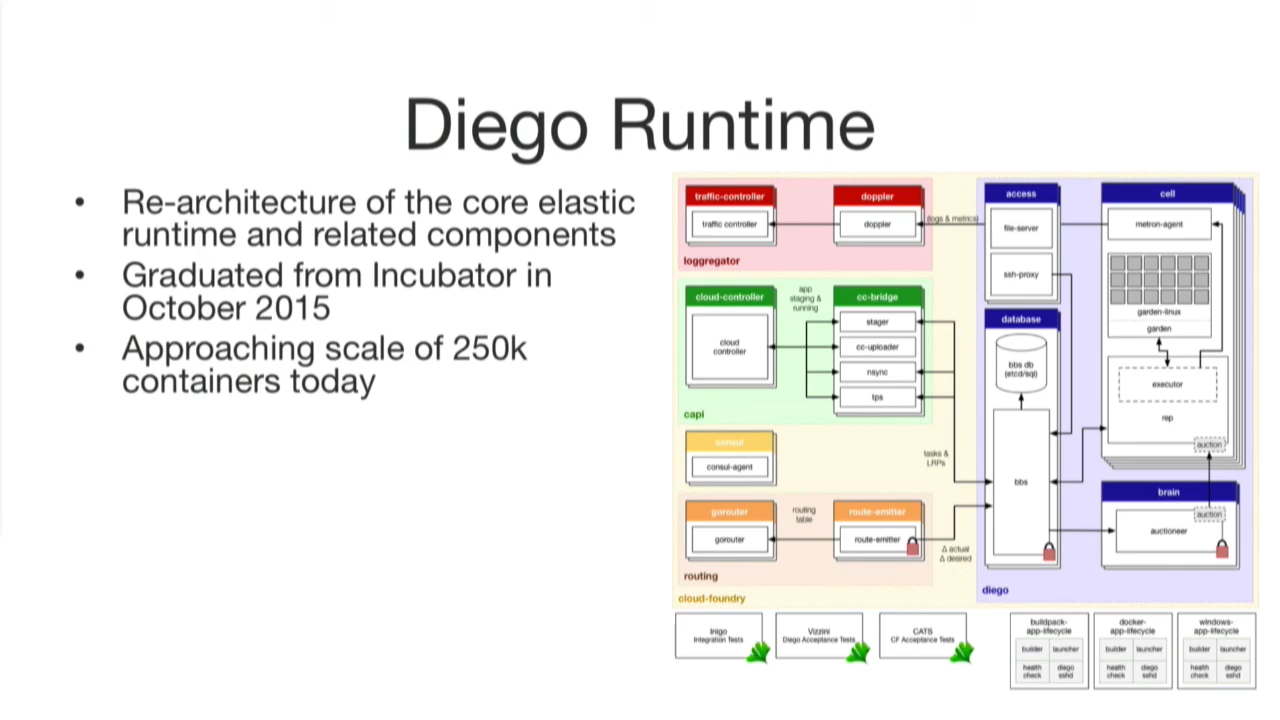 Diego Runtime
• Re-architecture of the core elastic
runtime and related components
• Graduated from Incubator in
October 2015
• Approaching scale of 250k
containers today
traffic-controller
traffic controller
doppler
doppler
(logs & metrics)
loggregator
cloud-controller
cloud
controller
app
staging &
running
cc-bridge
stager
cc-uploader
nsync
tps
capi
consul
consul-agent
tasks &
LRPs
gorouter
gorouter
routing
table
route-emitter
route-emitter
Δ actual
Δ desired
routing
cloud-foundry
access
file-server
ssh-proxy
database
bbs db
(etcd/sql)
bbs
cell
metron-agent
garden-linux
garden
executor
rep
auction
brain
auction
auctioneer
diego
Inigo
Integration Tests
Vizzini
Diego Acceptance Tests
CATS
CF Acceptance Tests
buildpack-
app-lifecycle
builder
launcher
health
check
diego
sshd
docker-
app-lifecycle
builder
launcher
health
check
diego
sshd
windows-
app-lifecycle
builder
launcher
health
check
diego
sshd